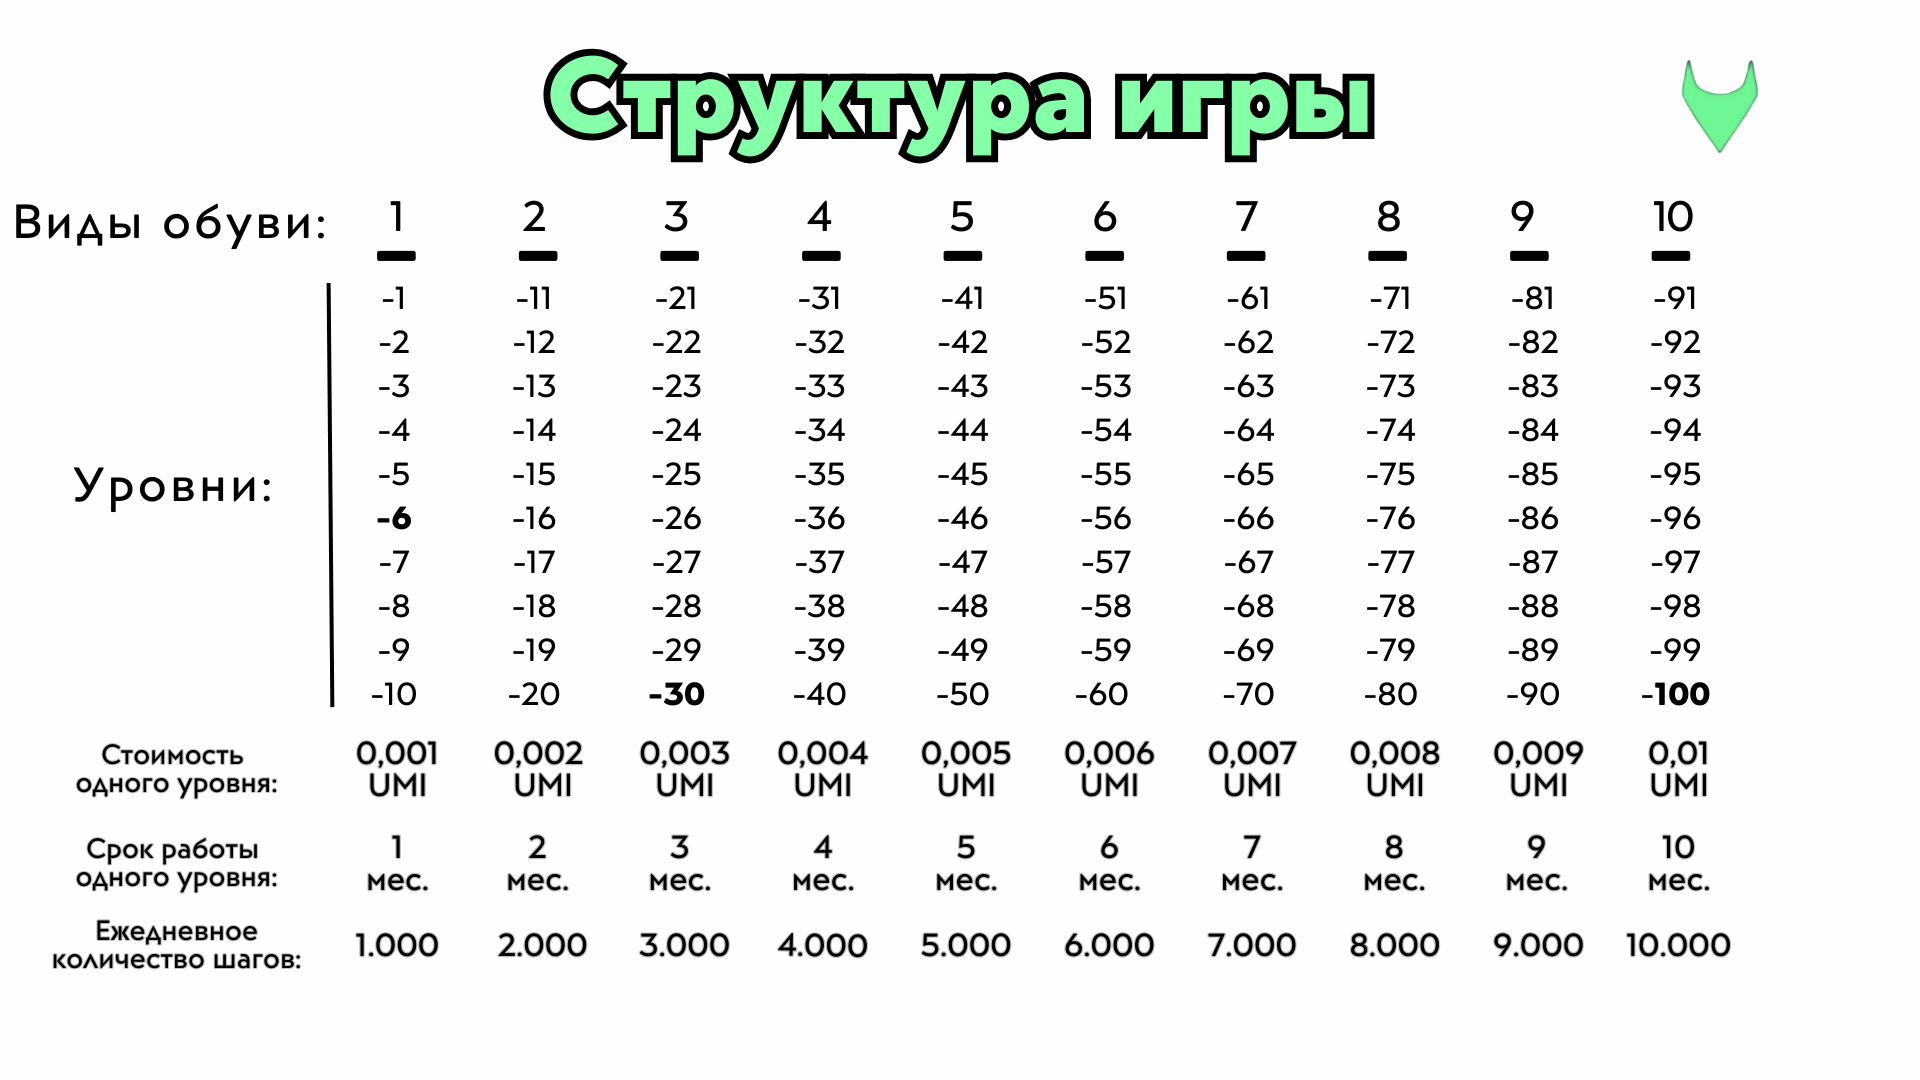 Структура игры
Виды обуви: 1 2 3 4 5 6 7 8 9 10
-1 -11 -21 -31 -41 -51 -61 -71 -81 -91
-2 -12 -22 -32 -42 -52 -62 -72 -82 -92
-3 -13 -23 -33 -43 -53 -63 -73 -83 -93
-4 -14 -24 -34 -44 -54 -64 -74 -84 -94
Уровни: -5 -15 -25 -35 -45 -55 -65 -75 -85 -95
-6 -16 -26 -36 -46 -56 -66 -76 -86 -96
-7 -17 -27 -37 -47 -57 -67 -77 -87 -97
-8 -18 -28 -38 -48 -58 -68 -78 -88 -98
-9 -19 -29 -39 -49 -59 -69 -79 -89 -99
-10 -20 -30 -40 -50 -60 -70 -80 -90 -100
Стоимость 0,001 0,002 0,003 0,004 0,005 0,006 0,007 0,008 0,009 0,01
одного уровня: UMI UMI UMI UMI UMI UMI UMI UMI UMI UMI
Срок работы 1 2 3 4 5 6 7 8 9 10
одного уровня: мес. мес. мес. мес. мес. мес. мес. мес. мес. мес.
Ежедневное
количество шагов: 1.000 2.000 3.000 4.000 5.000 6.000 7.000 8.000 9.000 10.000